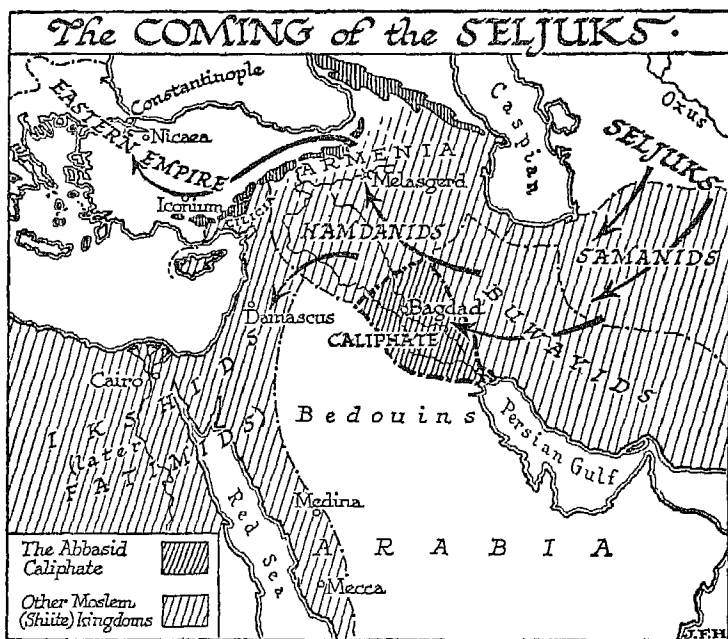 The COMING of the SELJUKS.
Constantinople
EASTERN EMPIRE
Nicaea
Iconium
CILICIA
ARMENIA
Melasgerd
Caspian
Oxus
SELJUKS
HAMDANIDS
SAMANIDS
BUWAYIDS
Damascus
Bagdad
CALIPHATE
Cairo
IKSHIDS
(later
FATIMIDS)
Bedouins
Persian Gulf
Red Sea
Medina
ARABIA
Mecca
The Abbasid
Caliphate
Other Moslem
(Shiite) kingdoms